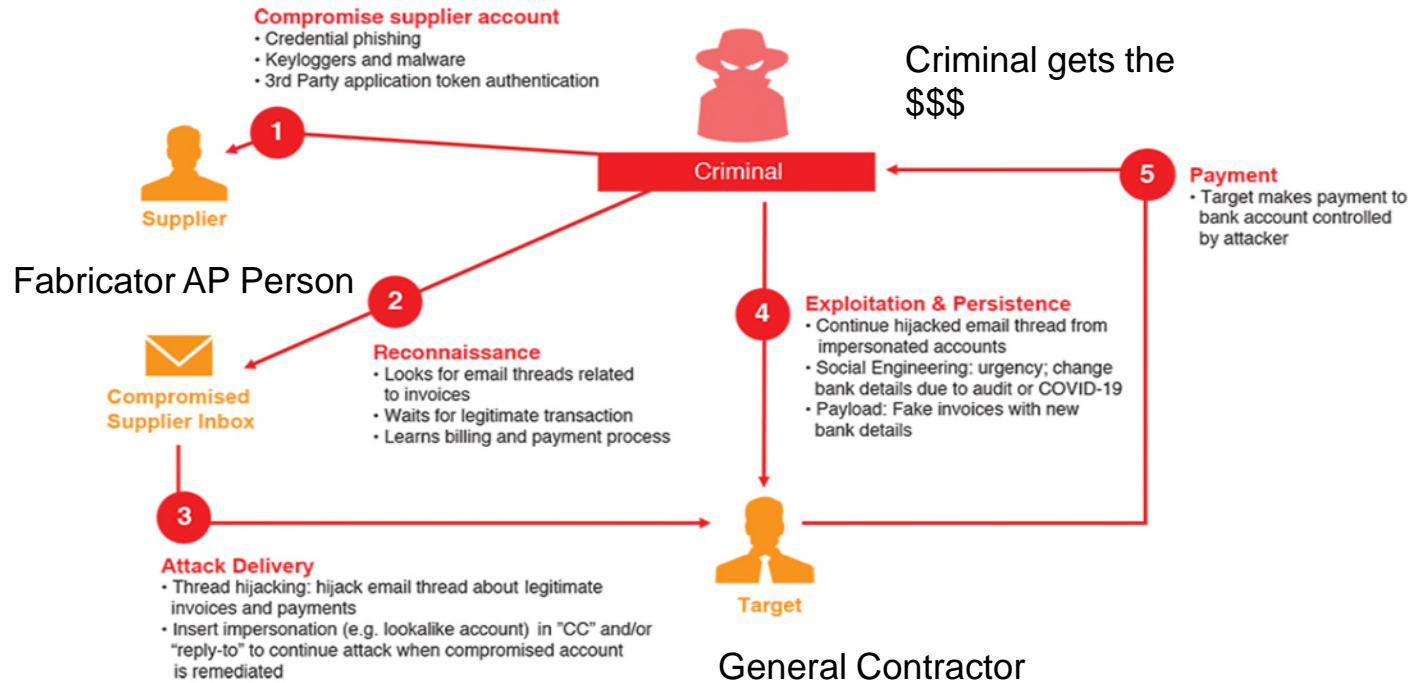 Compromise supplier account
• Credential phishing
• Keyloggers and malware
• 3rd Party application token authentication
Criminal gets the
$$$
1
Criminal
5
Payment
• Target makes payment to
bank account controlled
by attacker
Supplier
Fabricator AP Person
2
Reconnaissance
• Looks for email threads related
to invoices
• Waits for legitimate transaction
• Learns billing and payment process
4
Exploitation & Persistence
• Continue hijacked email thread from
impersonated accounts
• Social Engineering: urgency; change
bank details due to audit or COVID-19
• Payload: Fake invoices with new
bank details
Compromised
Supplier Inbox
3
Attack Delivery
• Thread hijacking: hijack email thread about legitimate
invoices and payments
• Insert impersonation (e.g. lookalike account) in "CC" and/or
"reply-to" to continue attack when compromised account
is remediated
Target
General Contractor